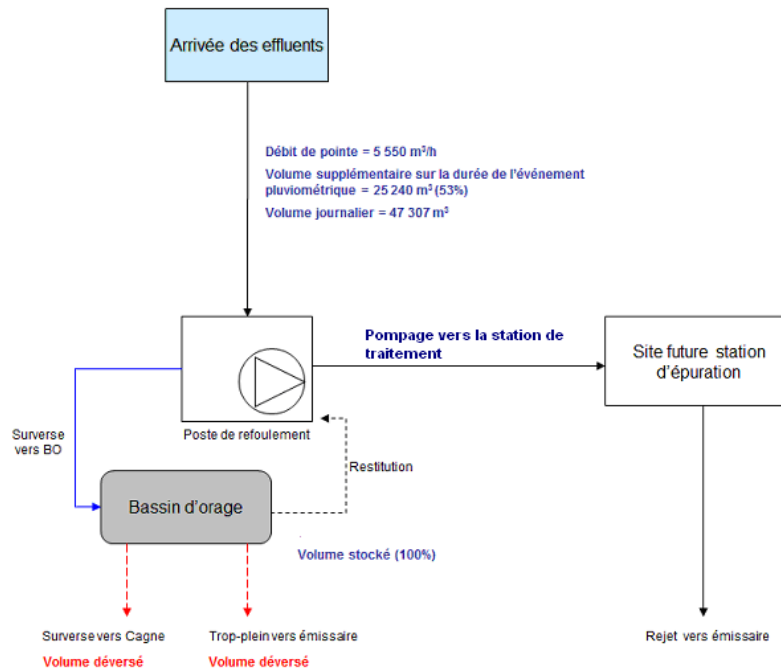 Arrivée des effluents
Débit de pointe = 5 550 m³/h
Volume supplémentaire sur la durée de l'événement
pluviométrique = 25 240 m³ (53%)
Volume journalier = 47 307 m³
Pompage vers la station de
traitement
Site future station
d'épuration
Poste de refoulement
Surverse
vers BO
Restitution
Bassin d'orage
Volume stocké (100%)
Surverse vers Cagne
Volume déversé
Trop-plein vers émissaire
Volume déversé
Rejet vers émissaire